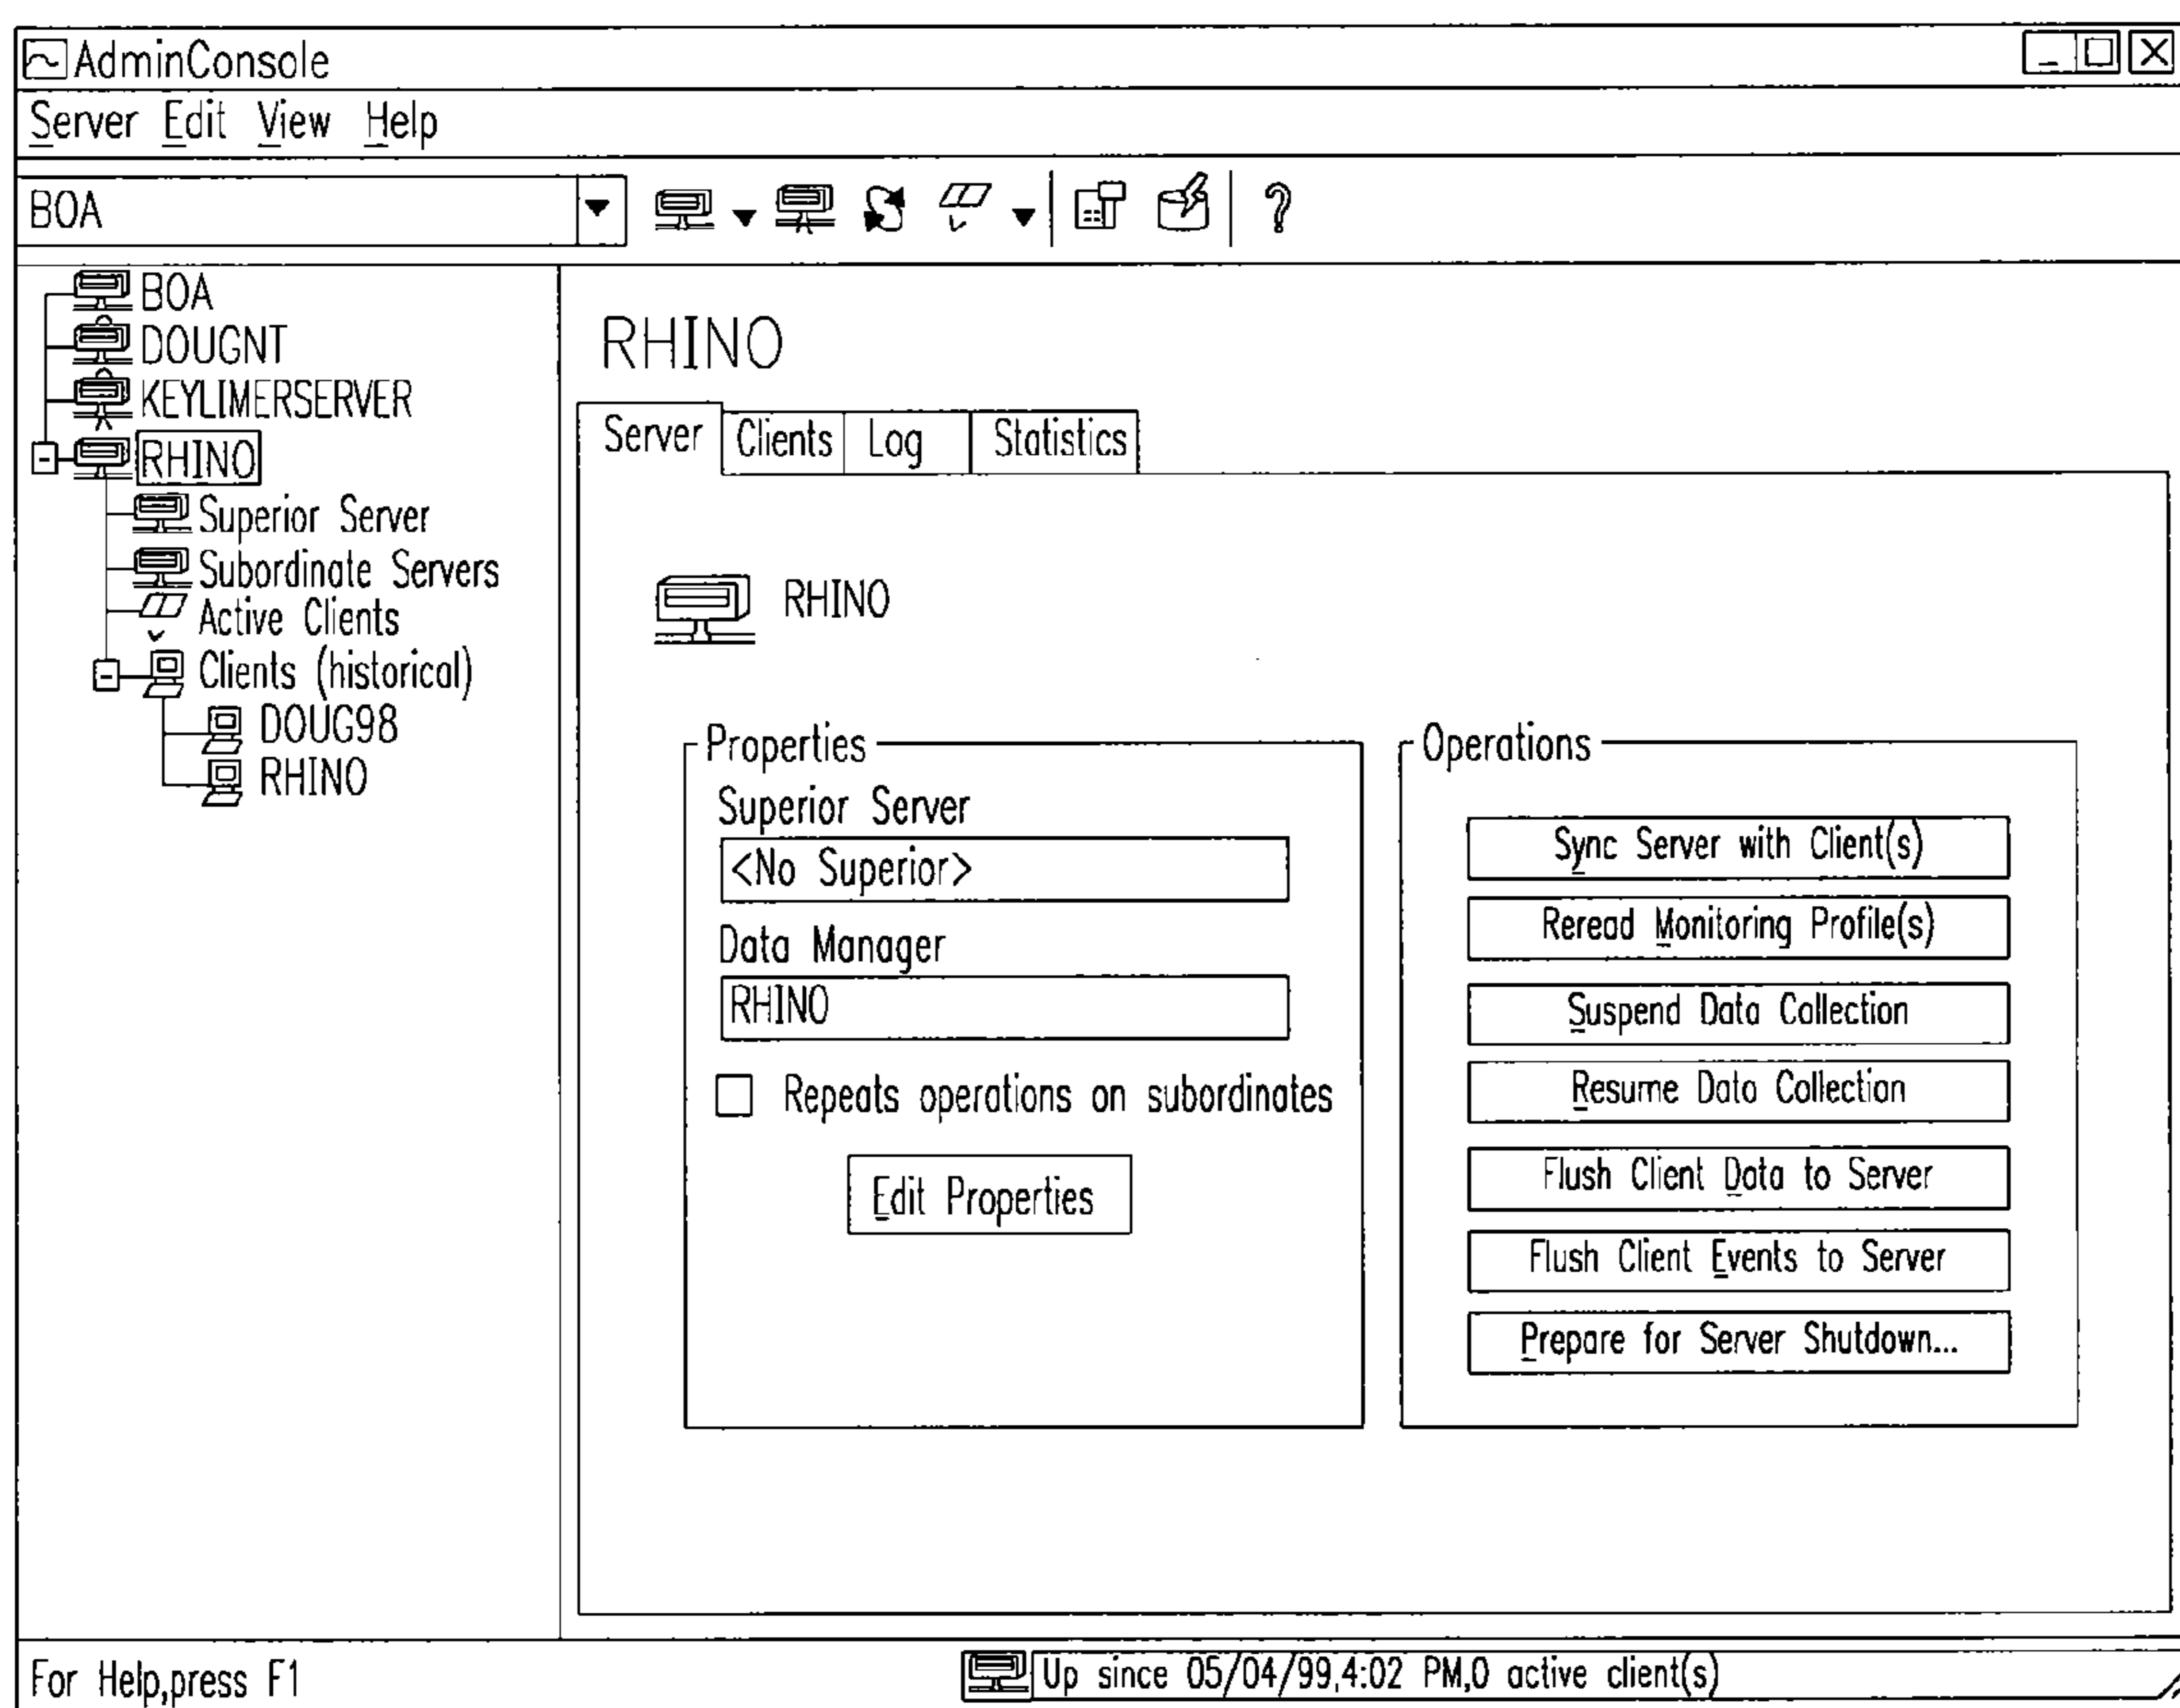 AdminConsole
Server Edit View Help
BOA
BOA
DOUGNT
KEYLIMERSERVER
RHINO
Superior Server
Subordinate Servers
Active Clients
Clients (historical)
DOUG98
RHINO
RHINO
Server Clients Log Statistics
RHINO
Properties
Superior Server
<No Superior>
Data Manager
RHINO
Repeats operations on subordinates
Edit Properties
Operations
Sync Server with Client(s)
Reread Monitoring Profile(s)
Suspend Data Collection
Resume Data Collection
Flush Client Data to Server
Flush Client Events to Server
Prepare for Server Shutdown...
For Help,press F1
Up since 05/04/99,4:02 PM,0 active client(s)